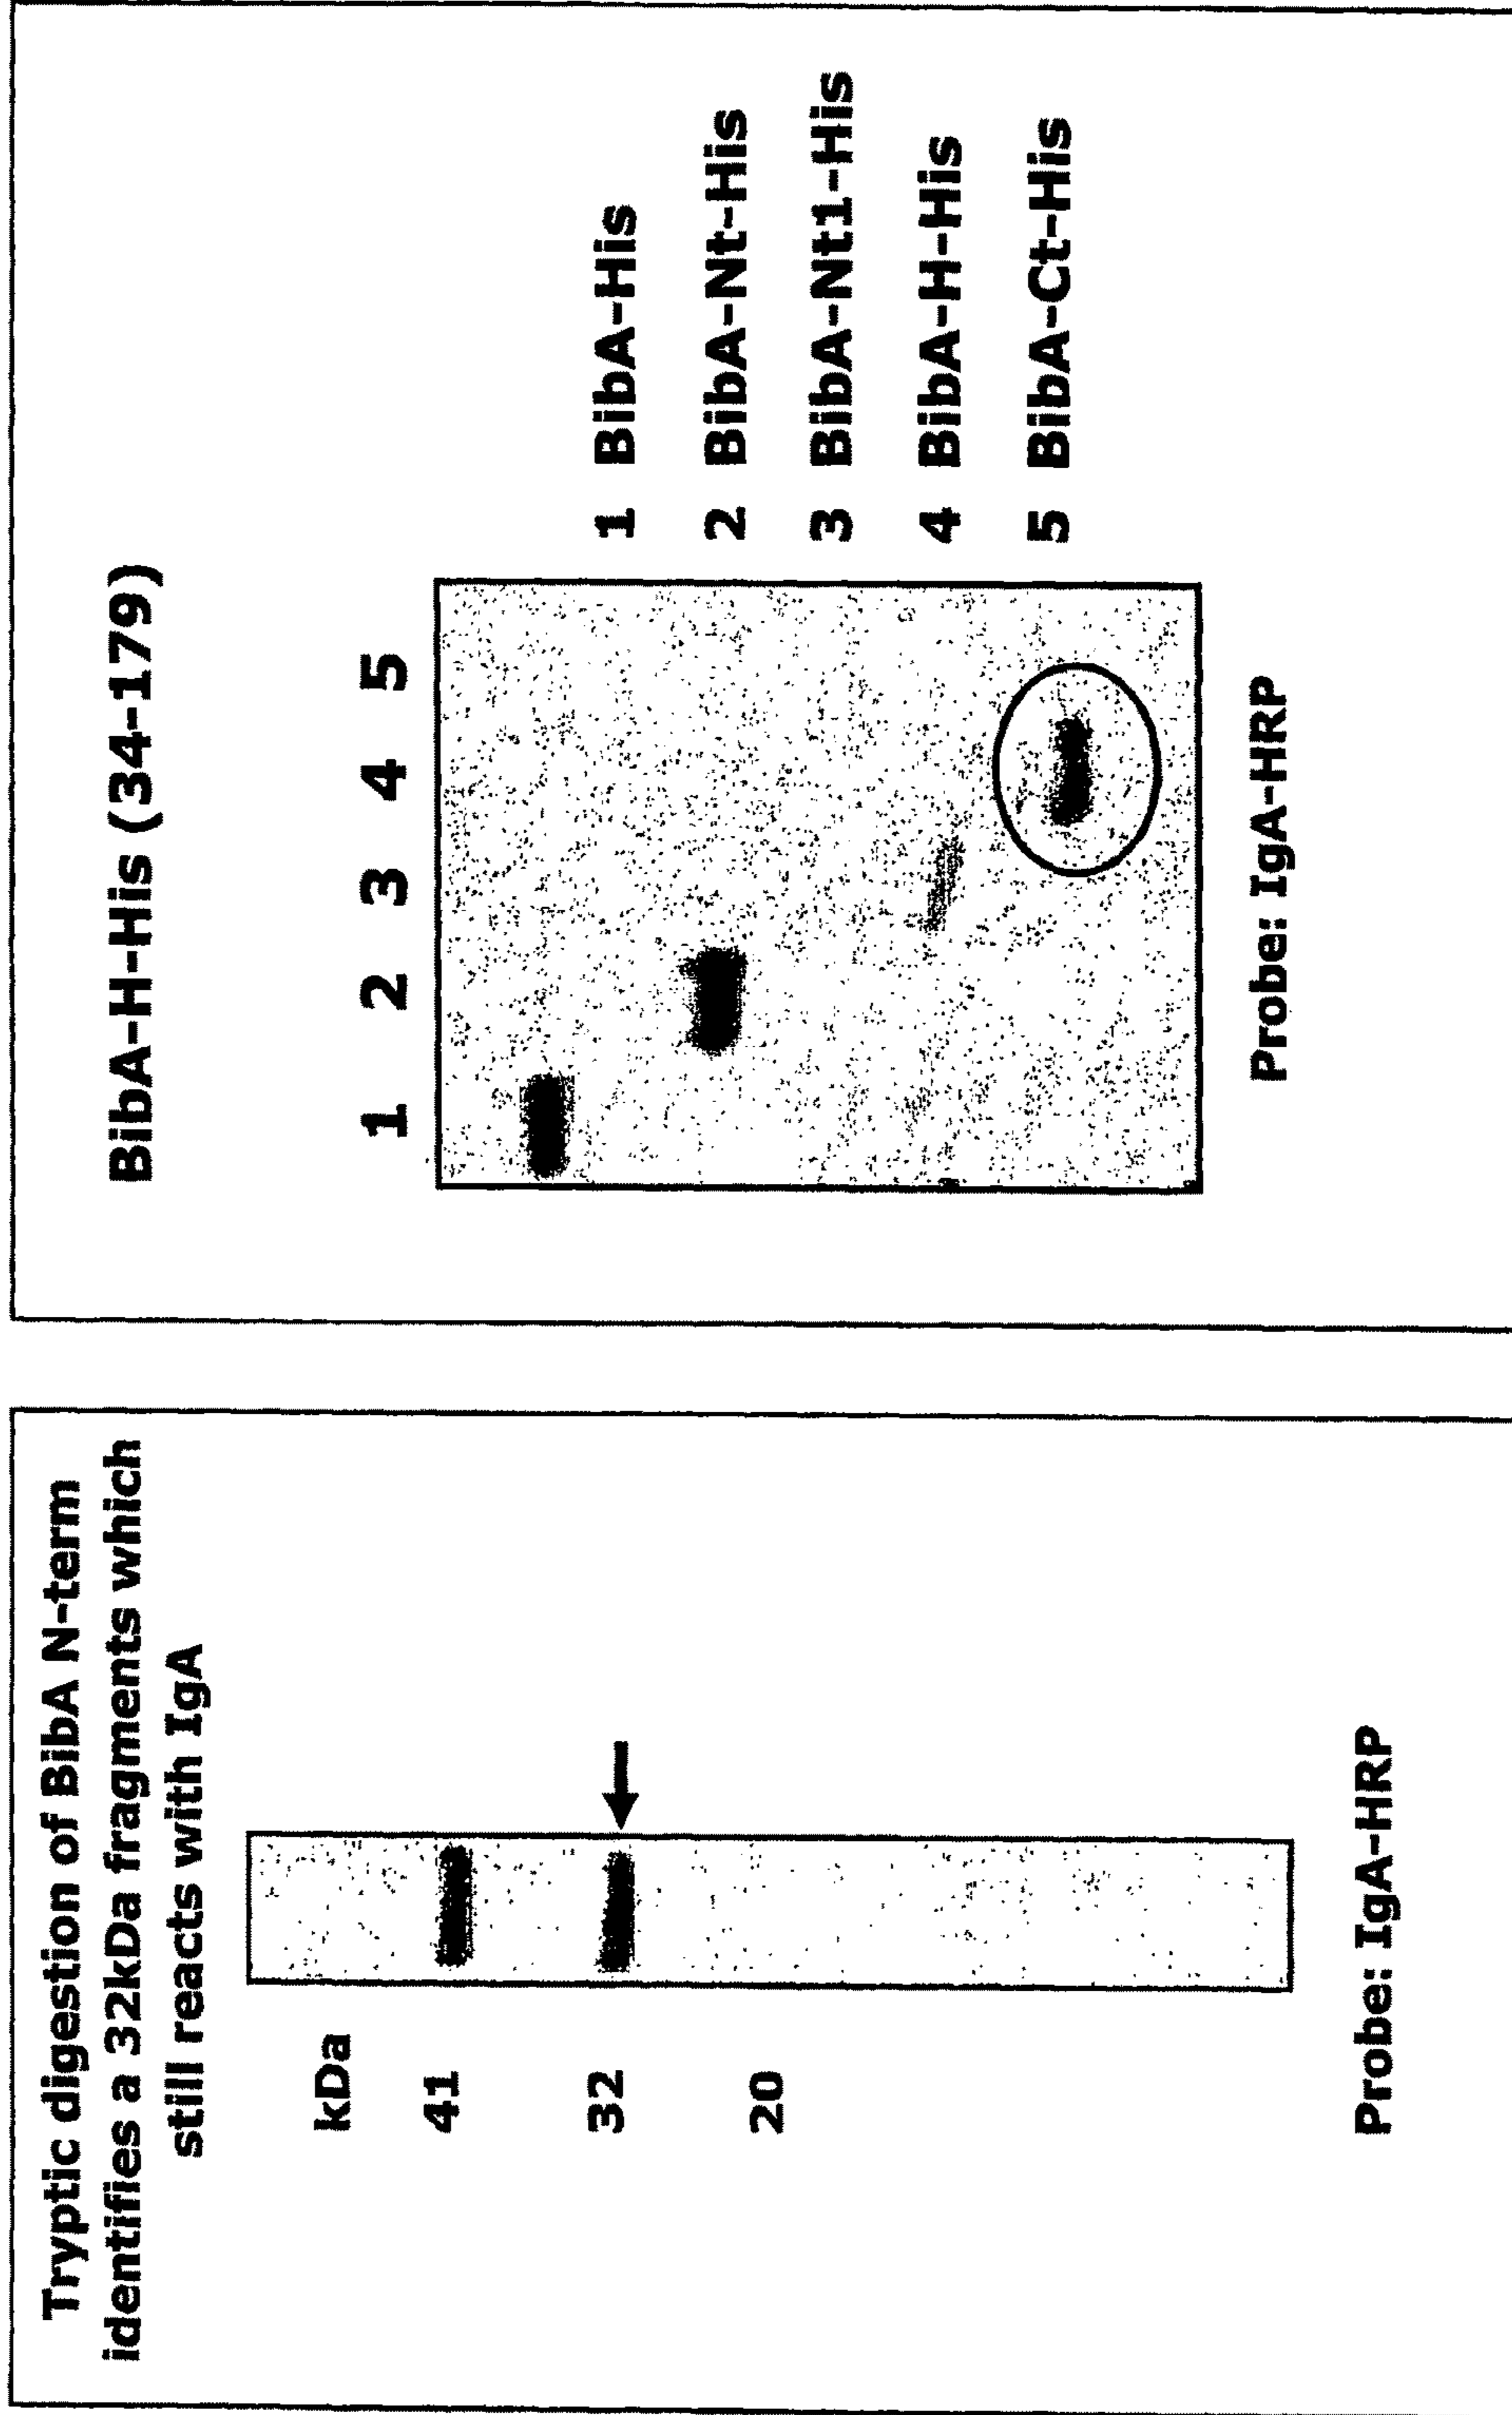 Tryptic digestion of BibA N-term
identifies a 32kDa fragments which
still reacts with IgA
kDa
41
32
20
Probe: IgA-HRP
BibA-H-His (34-179)
1 2 3 4 5
1 BibA-His
2 BibA-Nt-His
3 BibA-Nt1-His
4 BibA-H-His
5 BibA-Ct-His
Probe: IgA-HRP